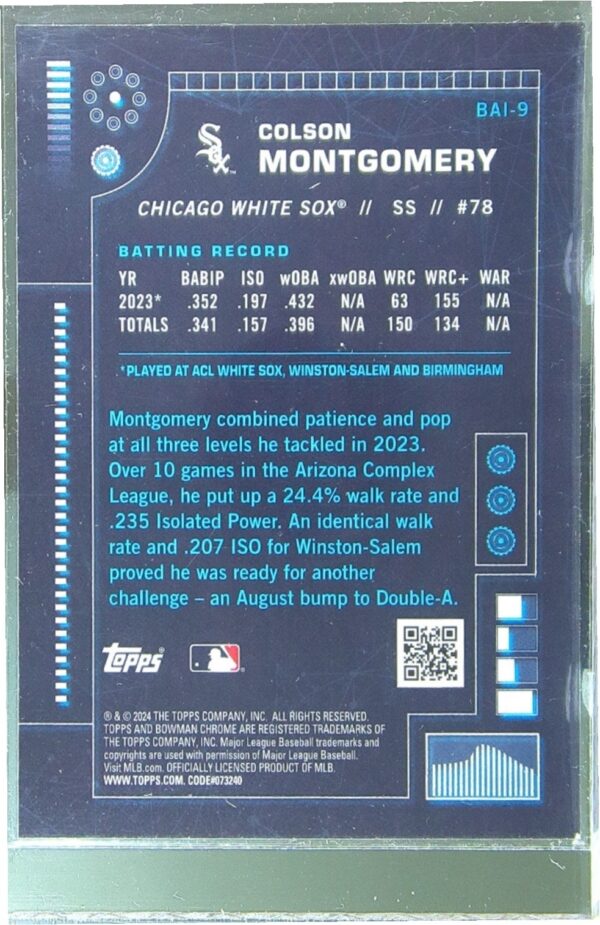 BAI-9
Sox
COLSON
MONTGOMERY
CHICAGO WHITE SOX® // SS // #78
BATTING RECORD
YR BABIP ISO wOBA xwOBA WRC WRC+ WAR
2023* .352 .197 .432 N/A 63 155 N/A
TOTALS .341 .157 .396 N/A 150 134 N/A
*PLAYED AT ACL WHITE SOX, WINSTON-SALEM AND BIRMINGHAM
Montgomery combined patience and pop
at all three levels he tackled in 2023.
Over 10 games in the Arizona Complex
League, he put up a 24.4% walk rate and
.235 Isolated Power. An identical walk
rate and .207 ISO for Winston-Salem
proved he was ready for another
challenge – an August bump to Double-A.
TOPPS®
® & © 2024 THE TOPPS COMPANY, INC. ALL RIGHTS RESERVED.
TOPPS AND BOWMAN CHROME ARE REGISTERED TRADEMARKS OF
THE TOPPS COMPANY, INC. Major League Baseball trademarks and
copyrights are used with permission of Major League Baseball.
Visit MLB.com. OFFICIALLY LICENSED PRODUCT OF MLB.
WWW.TOPPS.COM. CODE#073240